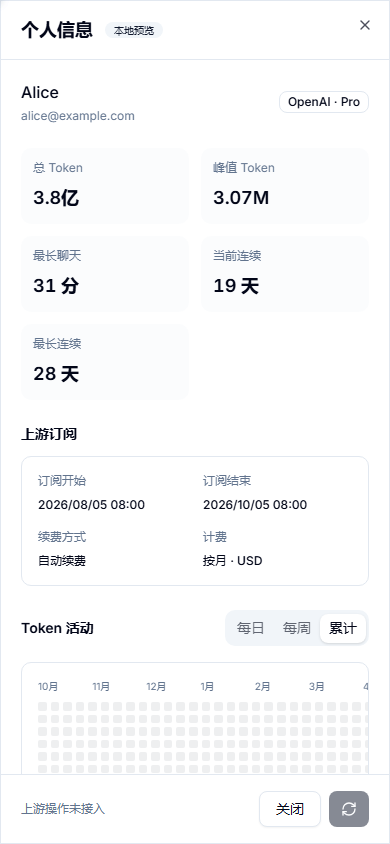 个人信息 本地预览
Alice
alice@example.com
OpenAI · Pro
总 Token
3.8亿
峰值 Token
3.07M
最长聊天
31 分
当前连续
19 天
最长连续
28 天
上游订阅
订阅开始
2026/08/05 08:00
订阅结束
2026/10/05 08:00
续费方式
自动续费
计费
按月 · USD
Token 活动
每日 每周 累计
10月 11月 12月 1月 2月 3月 4
上游操作未接入
关闭